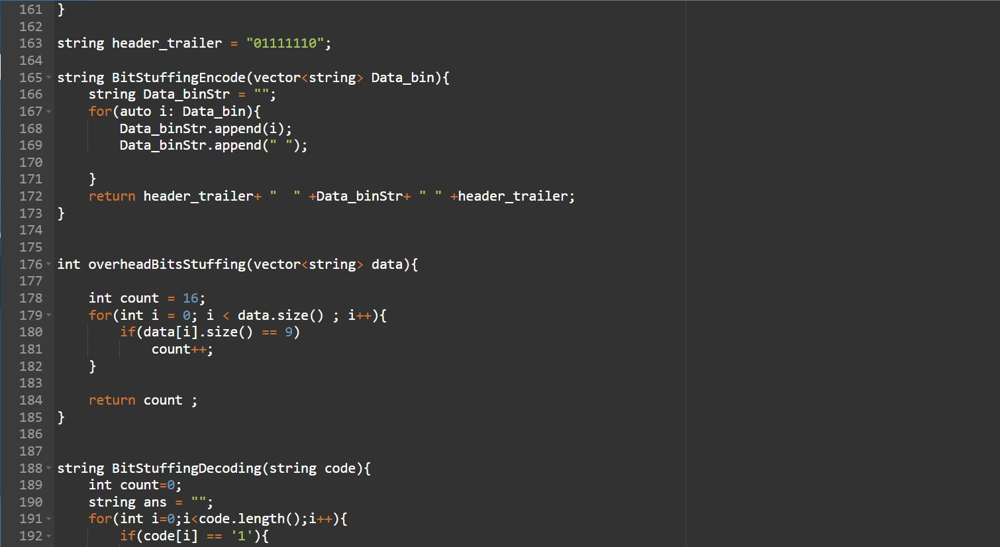 161 }
162
163 string header_trailer = "01111110";
164
165 string BitStuffingEncode(vector<string> Data_bin){
166     string Data_binStr = "";
167     for(auto i: Data_bin){
168         Data_binStr.append(i);
169         Data_binStr.append(" ");
170
171     }
172     return header_trailer+ "  " +Data_binStr+ " " +header_trailer;
173 }
174
175
176 int overheadBitsStuffing(vector<string> data){
177
178     int count = 16;
179     for(int i = 0; i < data.size() ; i++){
180         if(data[i].size() == 9)
181             count++;
182     }
183
184     return count ;
185 }
186
187
188 string BitStuffingDecoding(string code){
189     int count=0;
190     string ans = "";
191     for(int i=0;i<code.length();i++){
192         if(code[i] == '1'){